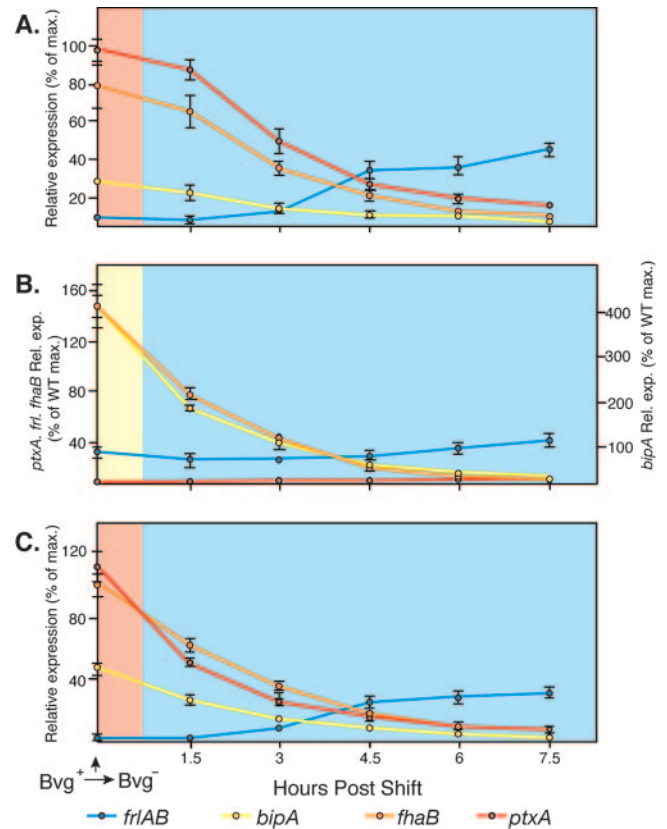 A.
Relative expression (% of max.)
100
80
60
40
20
B.
ptxA. frl. fhaB Rel. exp.
(% of WT max.)
160
120
80
40
bipA Rel. exp. (% of WT max.)
400
300
200
100
C.
Relative expression (% of max.)
120
80
40
1.5 3 4.5 6 7.5
Bvg+ → Bvg−
Hours Post Shift
frlAB bipA fhaB ptxA